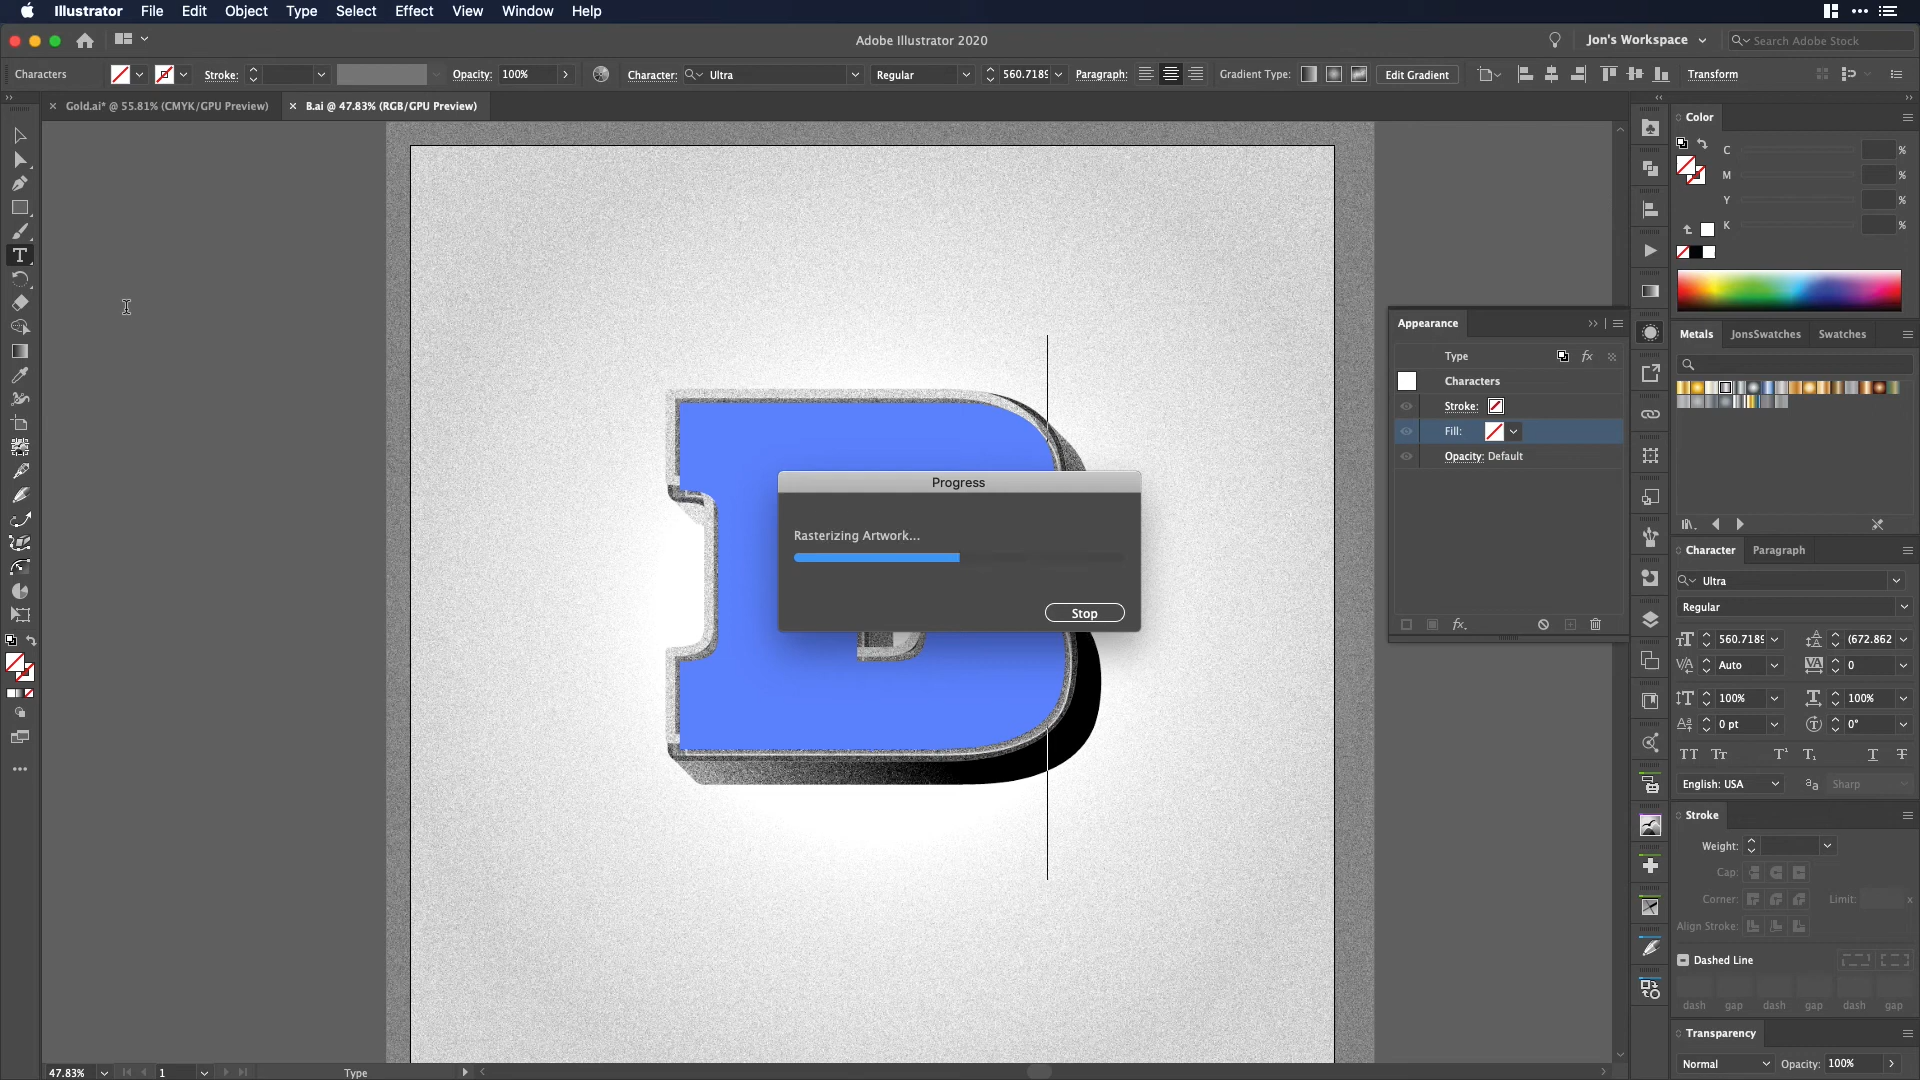 Illustrator File Edit Object Type Select Effect View Window Help
Adobe Illustrator 2020
Jon's Workspace
Search Adobe Stock
Characters Stroke: Opacity: 100% Character: Ultra Regular 560.718 Paragraph: Gradient Type: Edit Gradient Transform
Gold.ai* @ 55.81% (CMYK/GPU Preview) B.ai @ 47.83% (RGB/GPU Preview)
Color
C %
M %
Y %
K %
Appearance
Type
Characters
Stroke:
Fill:
Opacity: Default
Metals JonsSwatches Swatches
Progress
Rasterizing Artwork...
Stop
B
Character Paragraph
Ultra
Regular
560.718 (672.862
Auto 0
100% 100%
0 pt 0°
English: USA Sharp
Stroke
Weight:
Cap:
Corner: Limit: x
Align Stroke:
Dashed Line
dash gap dash gap dash gap
Transparency
Normal Opacity: 100%
47.83% 1 Type